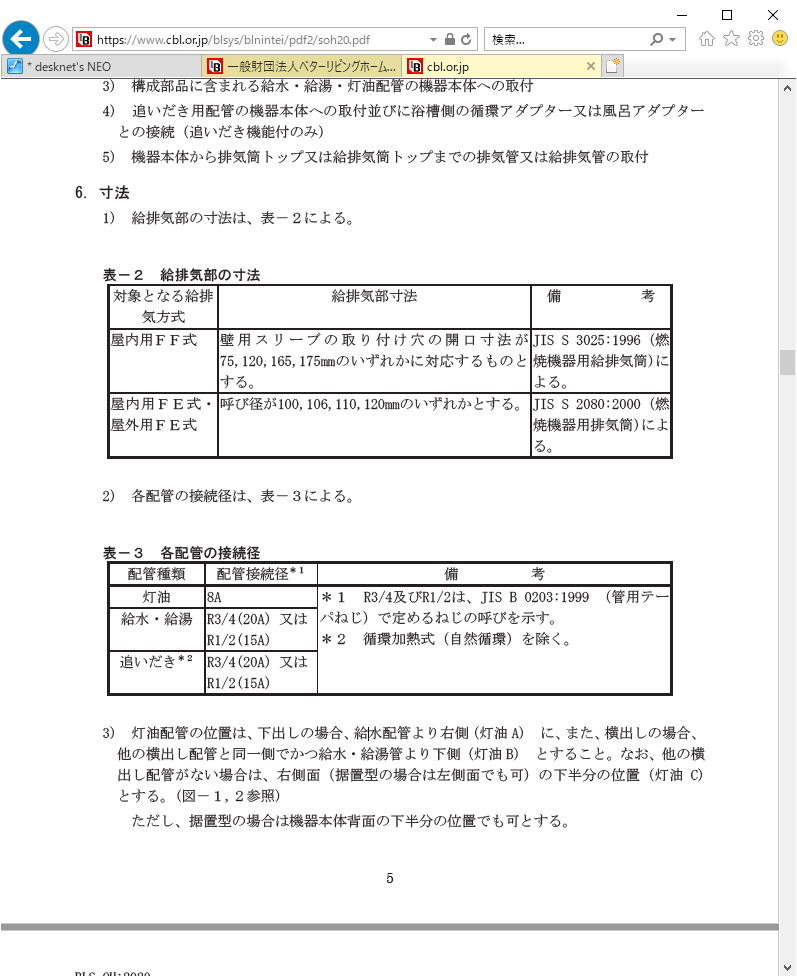 https://www.cbl.or.jp/blsys/blnintei/pdf2/soh20.pdf
検索...
* desknet's NEO
一般財団法人ベターリビングホーム...
cbl.or.jp
3) 構成部品に含まれる給水・給湯・灯油配管の機器本体への取付
4) 追いだき用配管の機器本体への取付並びに浴槽側の循環アダプター又は風呂アダプター
との接続（追いだき機能付のみ）
5) 機器本体から排気筒トップ又は給排気筒トップまでの排気管又は給排気管の取付
6. 寸法
1) 給排気部の寸法は、表－２による。
表－２　給排気部の寸法
対象となる給排 給排気部寸法 備　考
気方式
屋内用ＦＦ式 壁用スリーブの取り付け穴の開口寸法が JIS S 3025:1996（燃
75,120,165,175㎜のいずれかに対応するものと 焼機器用給排気筒)に
する。 よる。
屋内用ＦＥ式・ 呼び径が100,106,110,120㎜のいずれかとする。 JIS S 2080:2000（燃
屋外用ＦＥ式 焼機器用排気筒)によ
る。
2) 各配管の接続径は、表－３による。
表－３　各配管の接続径
配管種類 配管接続径*1 備　考
灯油 8A ＊１　R3/4及びR1/2は、JIS B 0203:1999 （管用テー
給水・給湯 R3/4(20A) 又は パねじ）で定めるねじの呼びを示す。
R1/2(15A) ＊２　循環加熱式（自然循環）を除く。
追いだき*2 R3/4(20A) 又は
R1/2(15A)
3) 灯油配管の位置は、下出しの場合、給水配管より右側（灯油A） に、また、横出しの場合、
他の横出し配管と同一側でかつ給水・給湯管より下側（灯油B） とすること。なお、他の横
出し配管がない場合は、右側面（据置型の場合は左側面でも可）の下半分の位置（灯油 C）
とする。（図－１,２参照）
ただし、据置型の場合は機器本体背面の下半分の位置でも可とする。
5